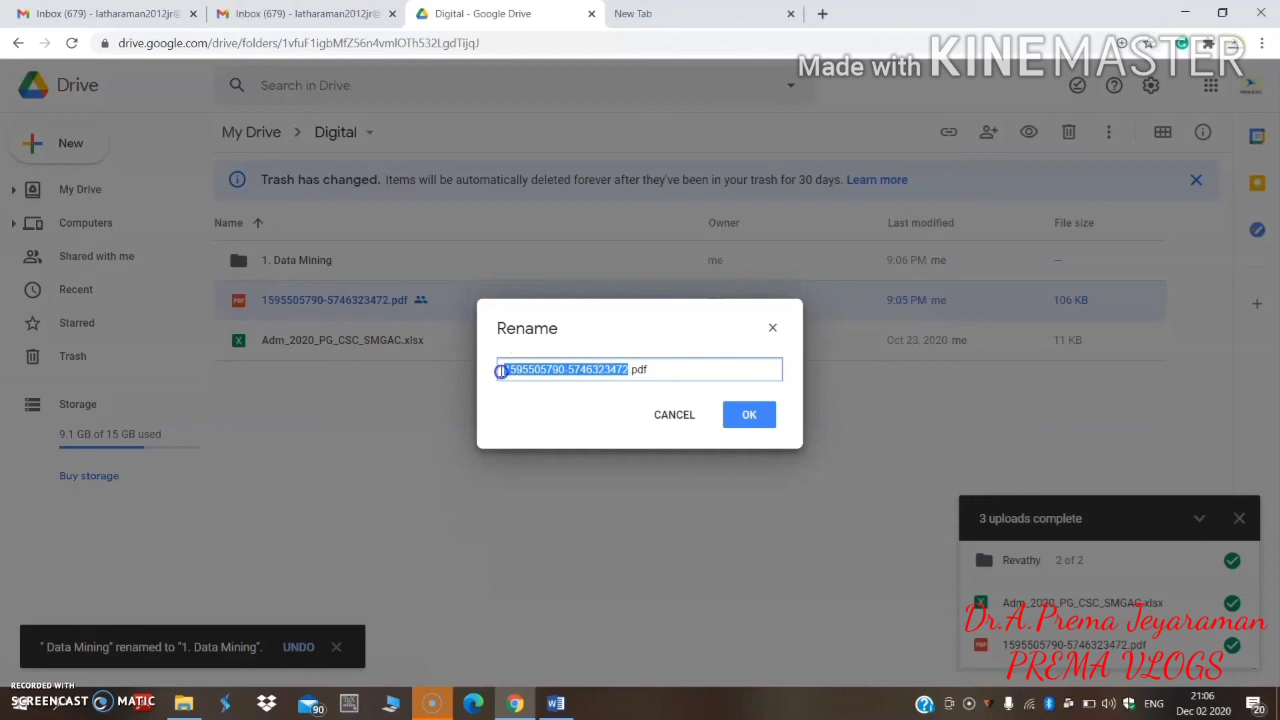 Inbox (679) - latharaman2012jr@
Inbox (679) - latharaman2012jr@
Digital - Google Drive
New Tab
drive.google.com/drive/folders/1vfuF1igbMfZ56n4vmIOTh532LgdTijqJ
Made with KINEMASTER
Drive
Search in Drive
New
My Drive
Digital
Trash has changed. Items will be automatically deleted forever after they've been in your trash for 30 days. Learn more
My Drive
Computers
Shared with me
Recent
Starred
Trash
Storage
9.1 GB of 15 GB used
Buy storage
Name
Owner
Last modified
File size
1. Data Mining
me
9:06 PM me
—
PDF
1595505790-5746323472.pdf
9:05 PM me
106 KB
X
Adm_2020_PG_CSC_SMGAC.xlsx
Oct 23, 2020 me
11 KB
Rename
1595505790-5746323472.pdf
CANCEL
OK
3 uploads complete
Revathy 2 of 2
Adm_2020_PG_CSC_SMGAC.xlsx
1595505790-5746323472.pdf
Dr.A.Prema Jeyaraman
PREMA VLOGS
" Data Mining" renamed to "1. Data Mining".
UNDO
RECORDED WITH
SCREENCAST MATIC
90
ENG
21:06
Dec 02 2020
20